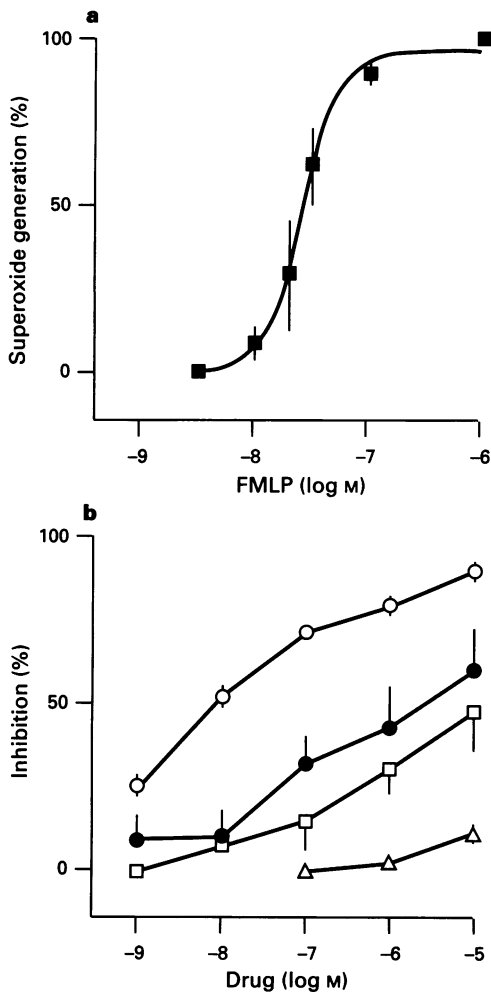 a
Superoxide generation (%)
100
50
0
–9 –8 –7 –6
FMLP (log M)
b
Inhibition (%)
100
50
0
–9 –8 –7 –6 –5
Drug (log M)